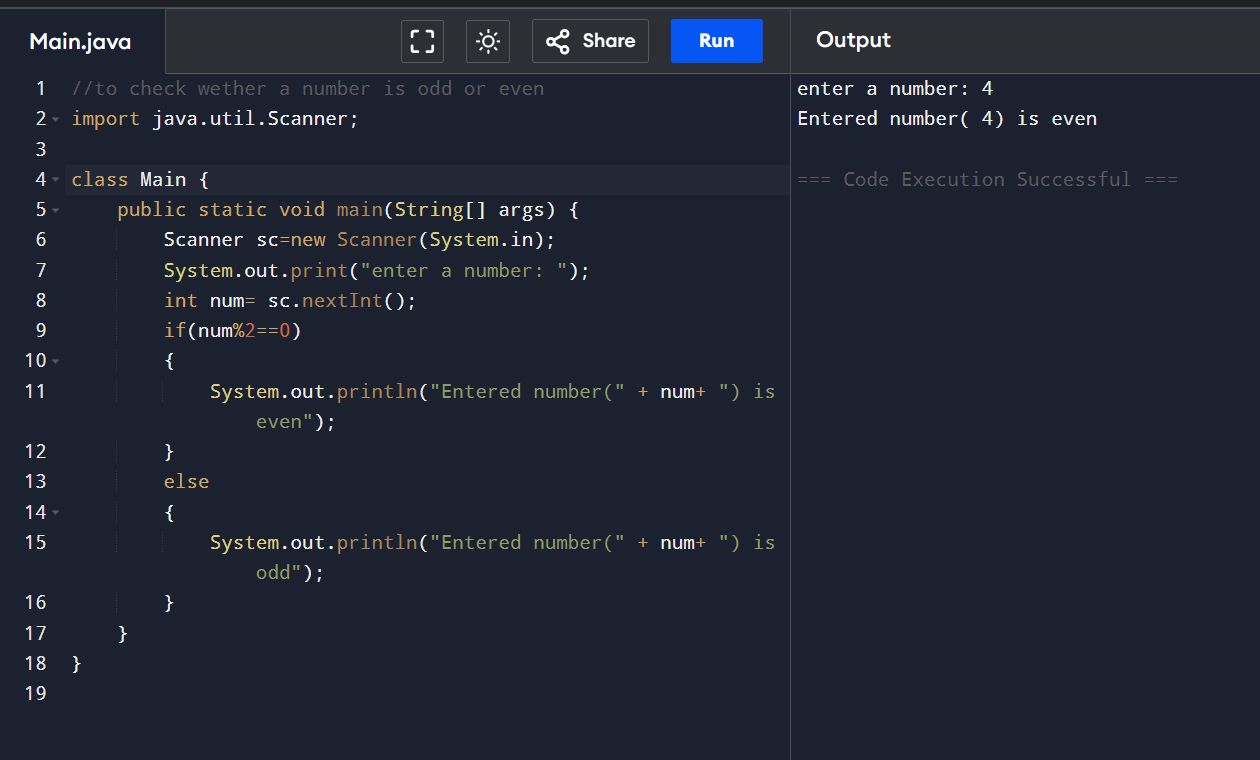 Main.java
Share
Run
Output
1 //to check wether a number is odd or even
2 import java.util.Scanner;
3
4 class Main {
5     public static void main(String[] args) {
6         Scanner sc=new Scanner(System.in);
7         System.out.print("enter a number: ");
8         int num= sc.nextInt();
9         if(num%2==0)
10         {
11             System.out.println("Entered number(" + num+ ") is
even");
12         }
13         else
14         {
15             System.out.println("Entered number(" + num+ ") is
odd");
16         }
17     }
18 }
19
enter a number: 4
Entered number( 4) is even
=== Code Execution Successful ===